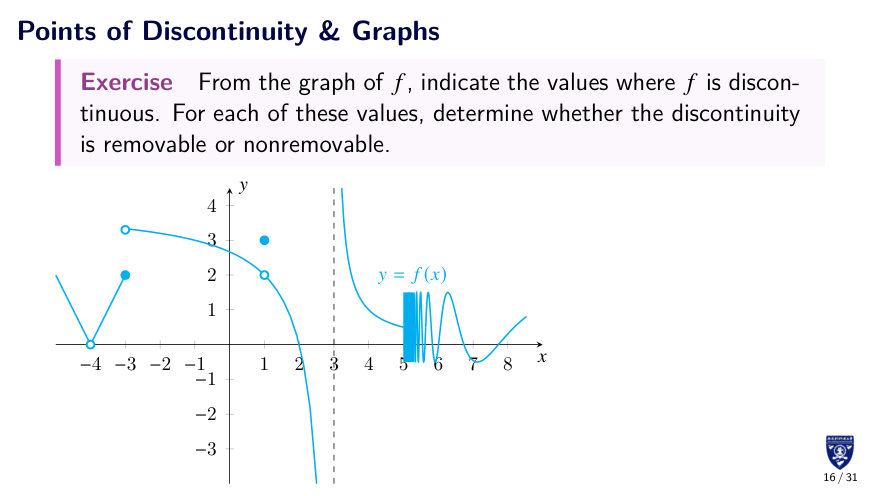 Points of Discontinuity & Graphs
Exercise From the graph of f, indicate the values where f is discon-
tinuous. For each of these values, determine whether the discontinuity
is removable or nonremovable.
y
4
3
2
1
y = f(x)
−4 −3 −2 −1 1 2 3 4 5 6 7 8
x
−1
−2
−3
16 / 31